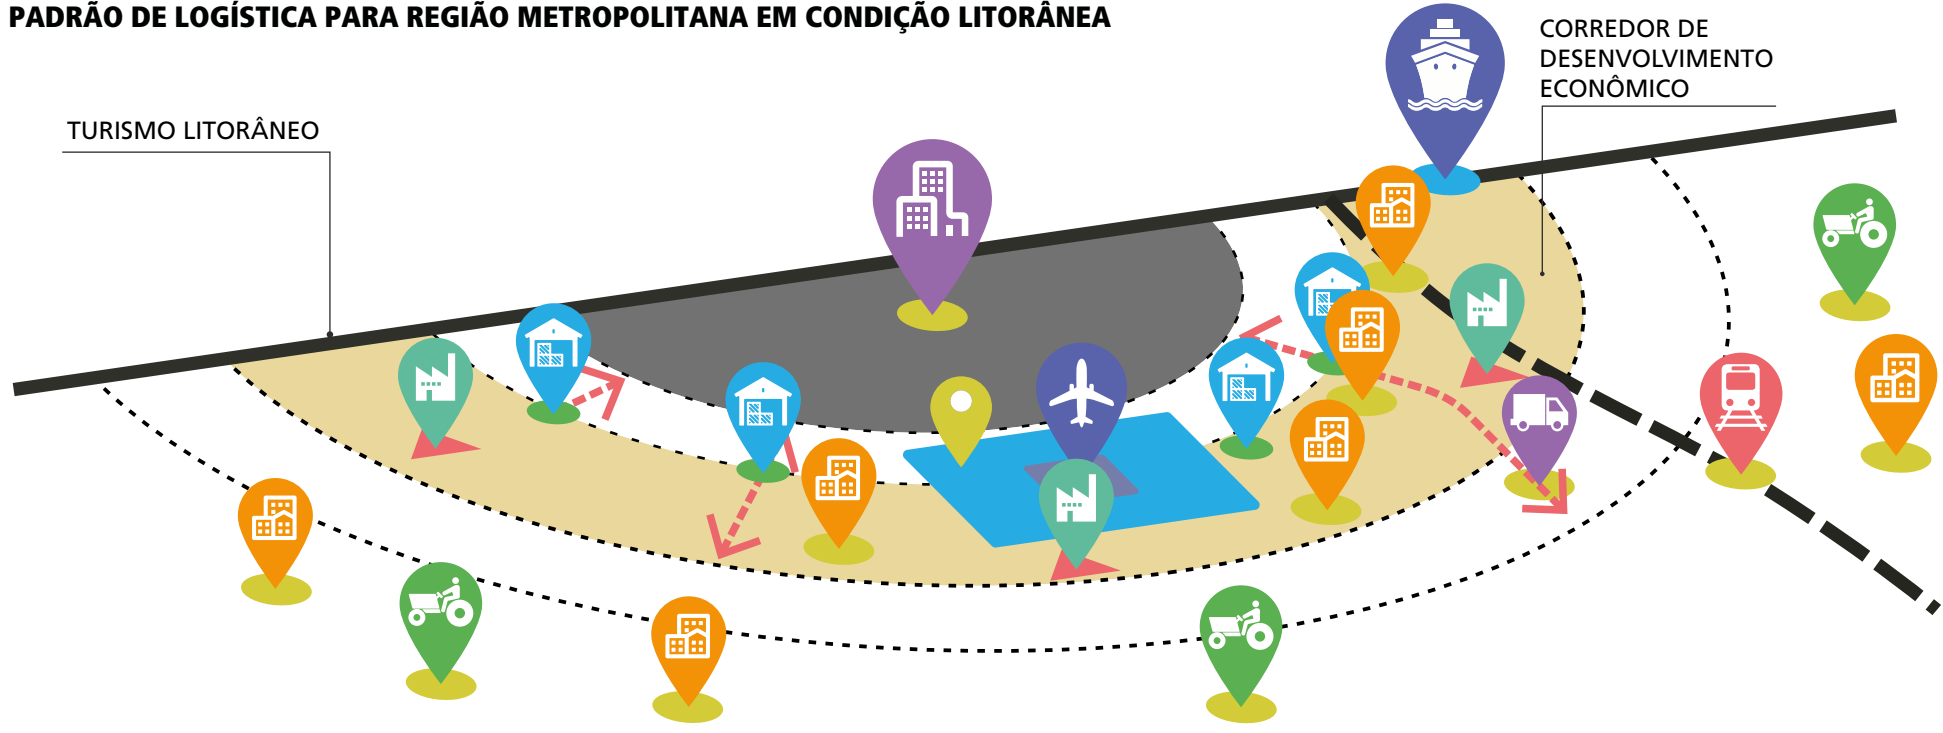 PADRÃO DE LOGÍSTICA PARA REGIÃO METROPOLITANA EM CONDIÇÃO LITORÂNEA
TURISMO LITORÂNEO
CORREDOR DE
DESENVOLVIMENTO
ECONÔMICO